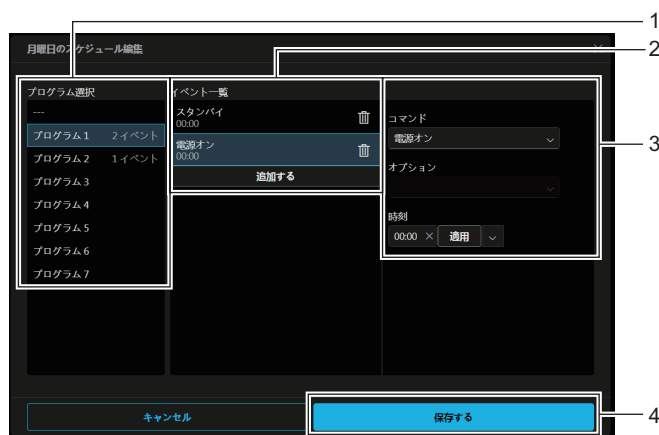 1
2
3
4
月曜日のスケジュール編集
プログラム選択
---
プログラム 1 2 イベント
プログラム 2 1 イベント
プログラム 3
プログラム 4
プログラム 5
プログラム 6
プログラム 7
イベント一覧
スタンバイ
00:00
電源オン
00:00
追加する
コマンド
電源オン
オプション
時刻
00:00 × 適用
キャンセル
保存する